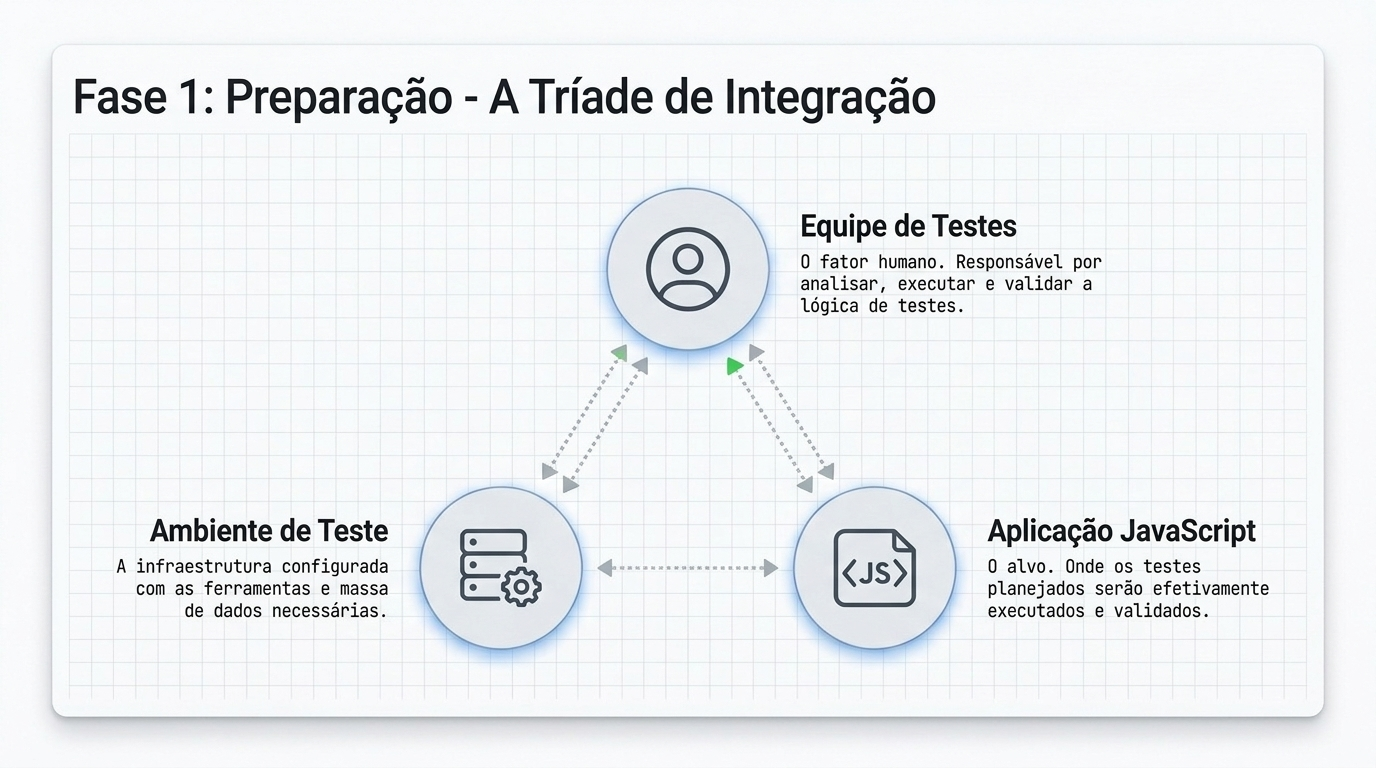 Fase 1: Preparação - A Tríade de Integração
Equipe de Testes
O fator humano. Responsável por
analisar, executar e validar a
lógica de testes.
Ambiente de Teste
A infraestrutura configurada
com as ferramentas e massa
de dados necessárias.
<JS>
Aplicação JavaScript
O alvo. Onde os testes
planejados serão efetivamente
executados e validados.